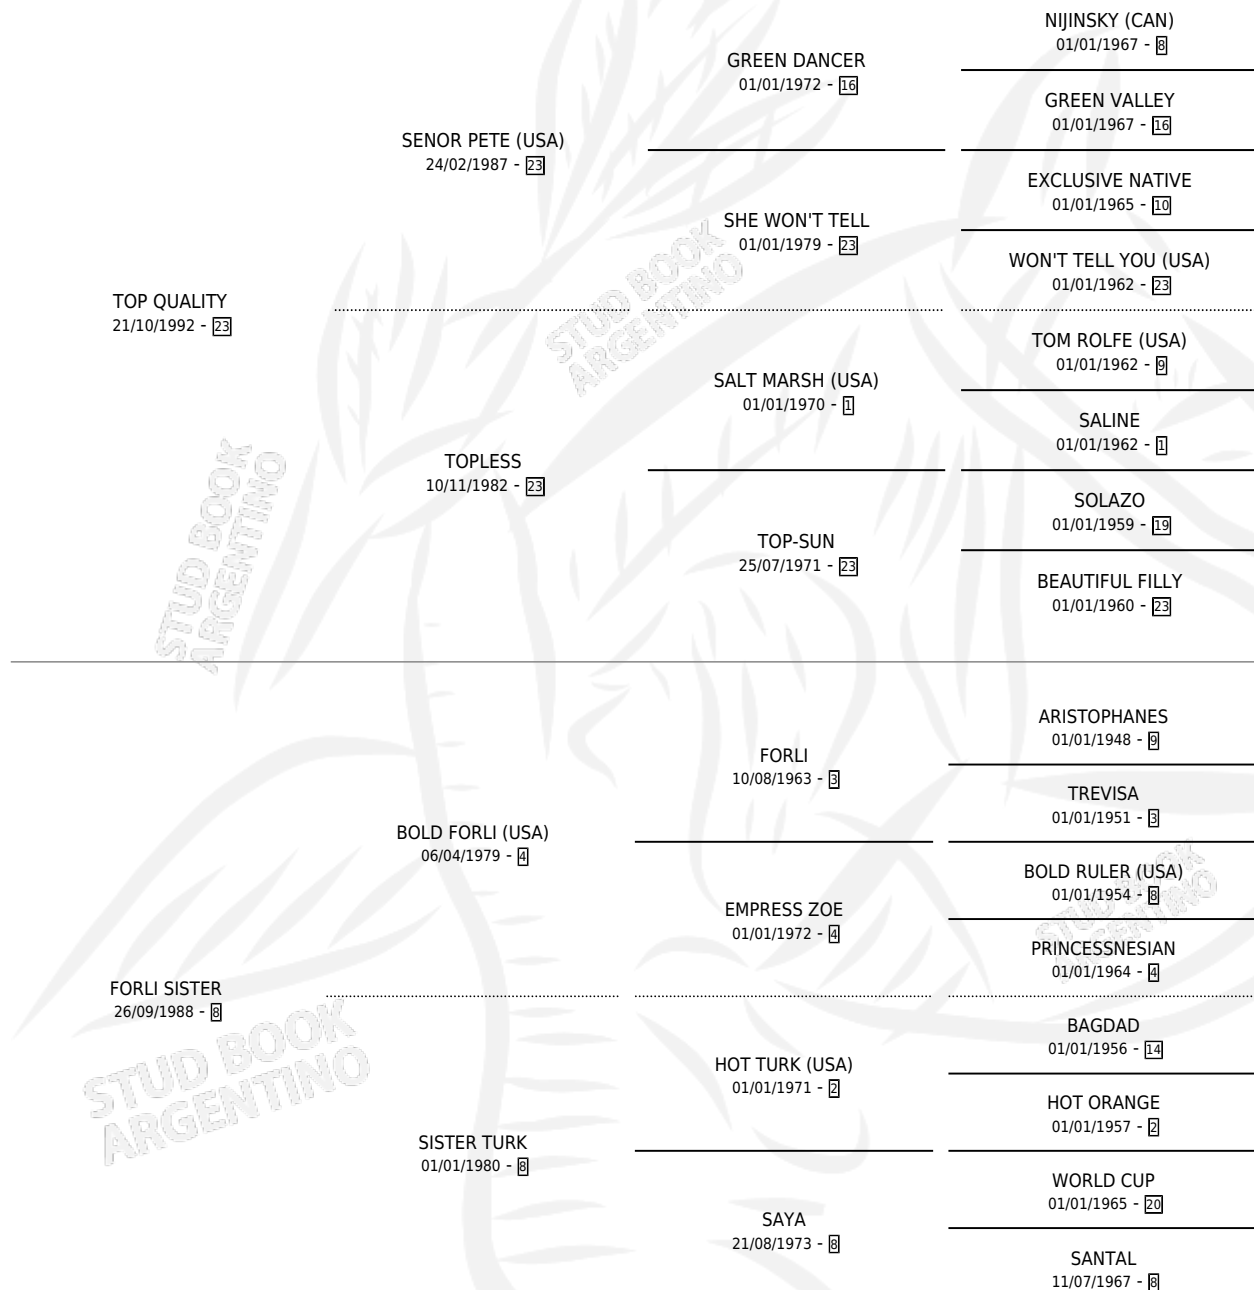 NIJINSKY (CAN)
01/01/1967 - 8
GREEN DANCER
01/01/1972 - 16
GREEN VALLEY
01/01/1967 - 16
SENOR PETE (USA)
24/02/1987 - 23
EXCLUSIVE NATIVE
01/01/1965 - 10
SHE WON'T TELL
01/01/1979 - 23
WON'T TELL YOU (USA)
01/01/1962 - 23
TOP QUALITY
21/10/1992 - 23
TOM ROLFE (USA)
01/01/1962 - 9
SALT MARSH (USA)
01/01/1970 - 1
SALINE
01/01/1962 - 1
TOPLESS
10/11/1982 - 23
SOLAZO
01/01/1959 - 19
TOP-SUN
25/07/1971 - 23
BEAUTIFUL FILLY
01/01/1960 - 23
STUD BOOK
ARGENTINO
STUD BOOK
ARGENTINO
ARISTOPHANES
01/01/1948 - 9
FORLI
10/08/1963 - 3
TREVISA
01/01/1951 - 3
BOLD FORLI (USA)
06/04/1979 - 4
BOLD RULER (USA)
01/01/1954 - 8
EMPRESS ZOE
01/01/1972 - 4
PRINCESSNESIAN
01/01/1964 - 4
STUD BOOK
ARGENTINO
FORLI SISTER
26/09/1988 - 8
BAGDAD
01/01/1956 - 14
HOT TURK (USA)
01/01/1971 - 2
HOT ORANGE
01/01/1957 - 2
STUD BOOK
ARGENTINO
SISTER TURK
01/01/1980 - 8
WORLD CUP
01/01/1965 - 20
SAYA
21/08/1973 - 8
SANTAL
11/07/1967 - 8